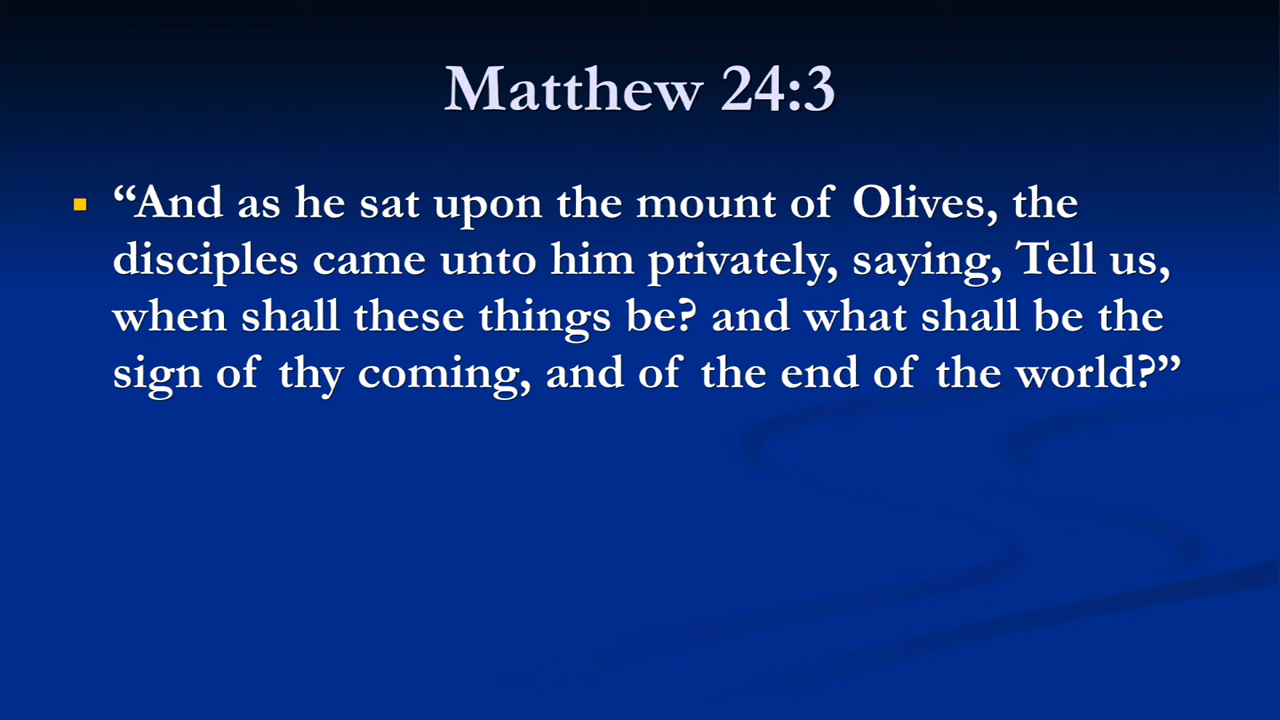 Matthew 24:3
“And as he sat upon the mount of Olives, the
disciples came unto him privately, saying, Tell us,
when shall these things be? and what shall be the
sign of thy coming, and of the end of the world?”